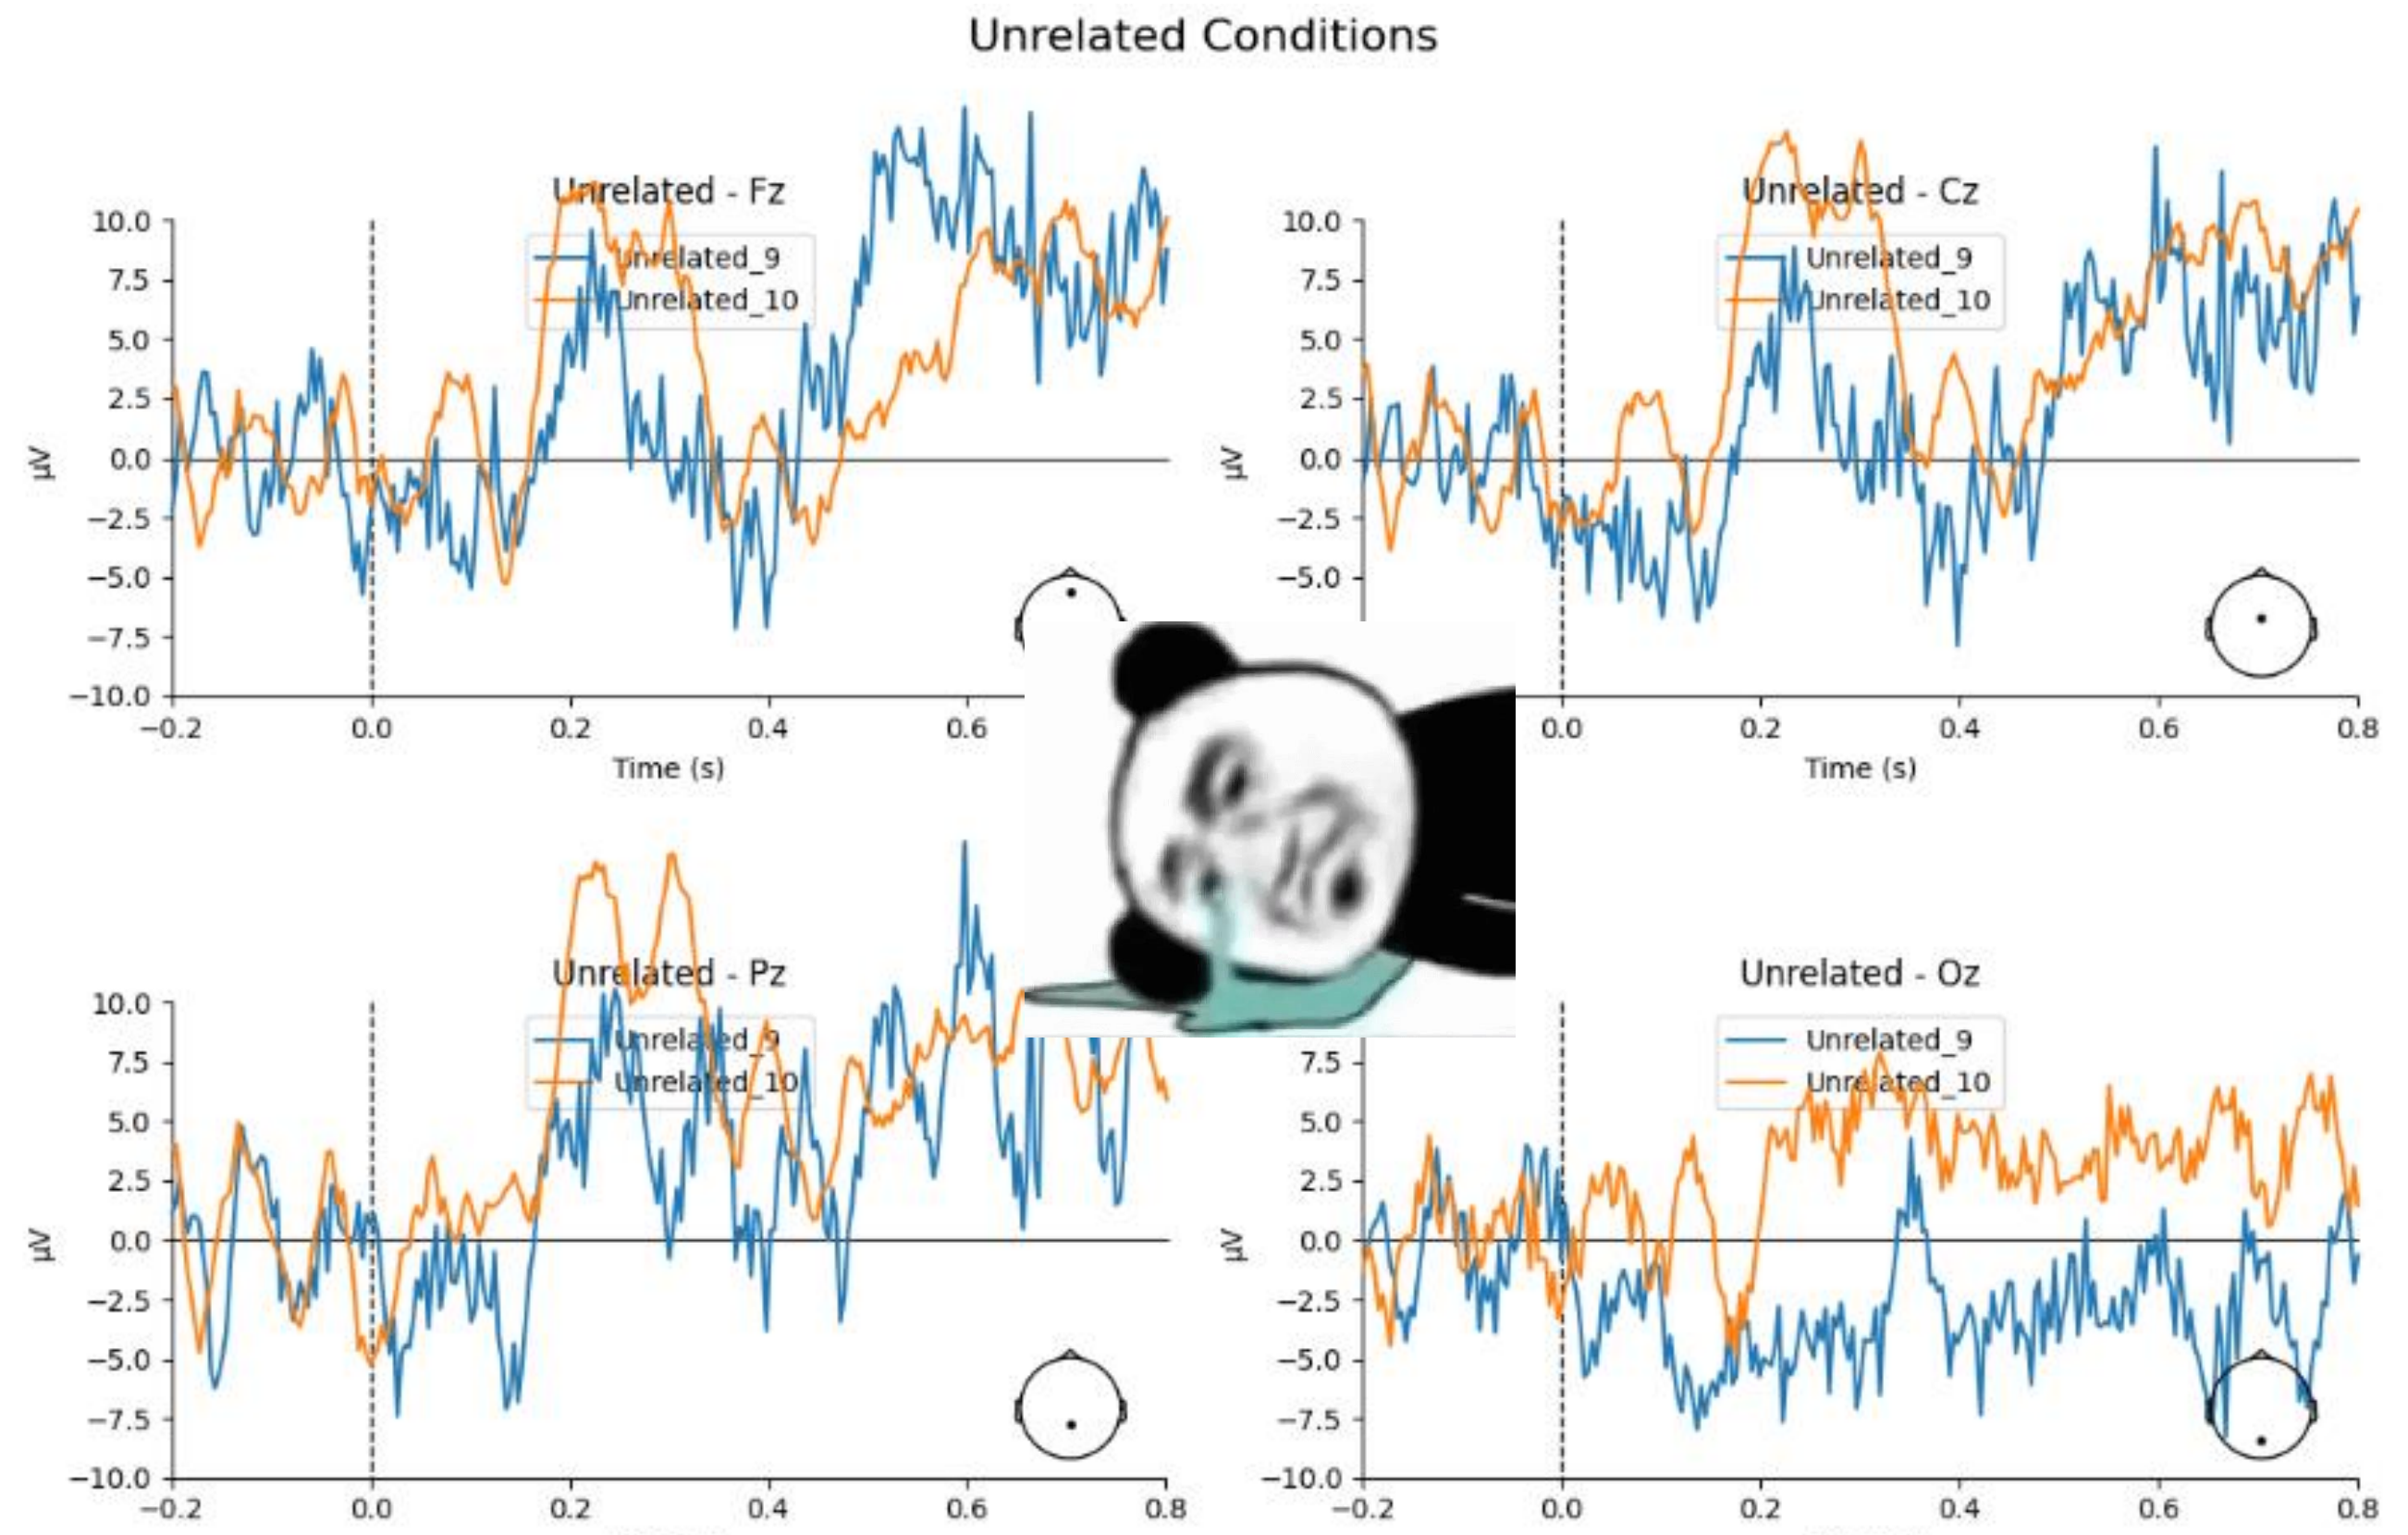 Unrelated Conditions
Unrelated - Fz
Unrelated_9
Unrelated_10
10.0
7.5
5.0
2.5
0.0
−2.5
−5.0
−7.5
−10.0
µV
−0.2 0.0 0.2 0.4 0.6
Time (s)
Unrelated - Cz
Unrelated_9
Unrelated_10
10.0
7.5
5.0
2.5
0.0
−2.5
−5.0
µV
0.0 0.2 0.4 0.6 0.8
Time (s)
Unrelated - Pz
Unrelated_9
Unrelated_10
10.0
7.5
5.0
2.5
0.0
−2.5
−5.0
−7.5
−10.0
µV
−0.2 0.0 0.2 0.4 0.6 0.8
Unrelated - Oz
Unrelated_9
Unrelated_10
7.5
5.0
2.5
0.0
−2.5
−5.0
−7.5
−10.0
µV
−0.2 0.0 0.2 0.4 0.6 0.8